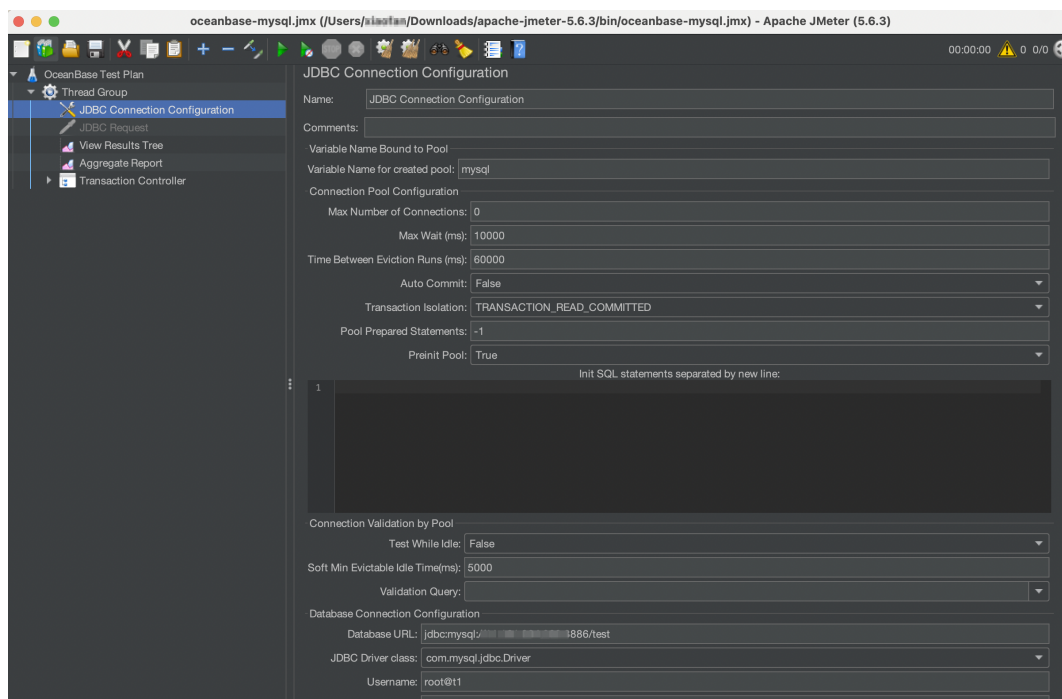 oceanbase-mysql.jmx (/Users//Downloads/apache-jmeter-5.6.3/bin/oceanbase-mysql.jmx) - Apache JMeter (5.6.3)
00:00:00 0 0/0
OceanBase Test Plan
Thread Group
JDBC Connection Configuration
JDBC Request
View Results Tree
Aggregate Report
Transaction Controller
JDBC Connection Configuration
Name: JDBC Connection Configuration
Comments:
Variable Name Bound to Pool
Variable Name for created pool: mysql
Connection Pool Configuration
Max Number of Connections: 0
Max Wait (ms): 10000
Time Between Eviction Runs (ms): 60000
Auto Commit: False
Transaction Isolation: TRANSACTION_READ_COMMITTED
Pool Prepared Statements: -1
Preinit Pool: True
Init SQL statements separated by new line:
1
Connection Validation by Pool
Test While Idle: False
Soft Min Evictable Idle Time(ms): 5000
Validation Query:
Database Connection Configuration
Database URL: jdbc:mysql:/886/test
JDBC Driver class: com.mysql.jdbc.Driver
Username: root@t1